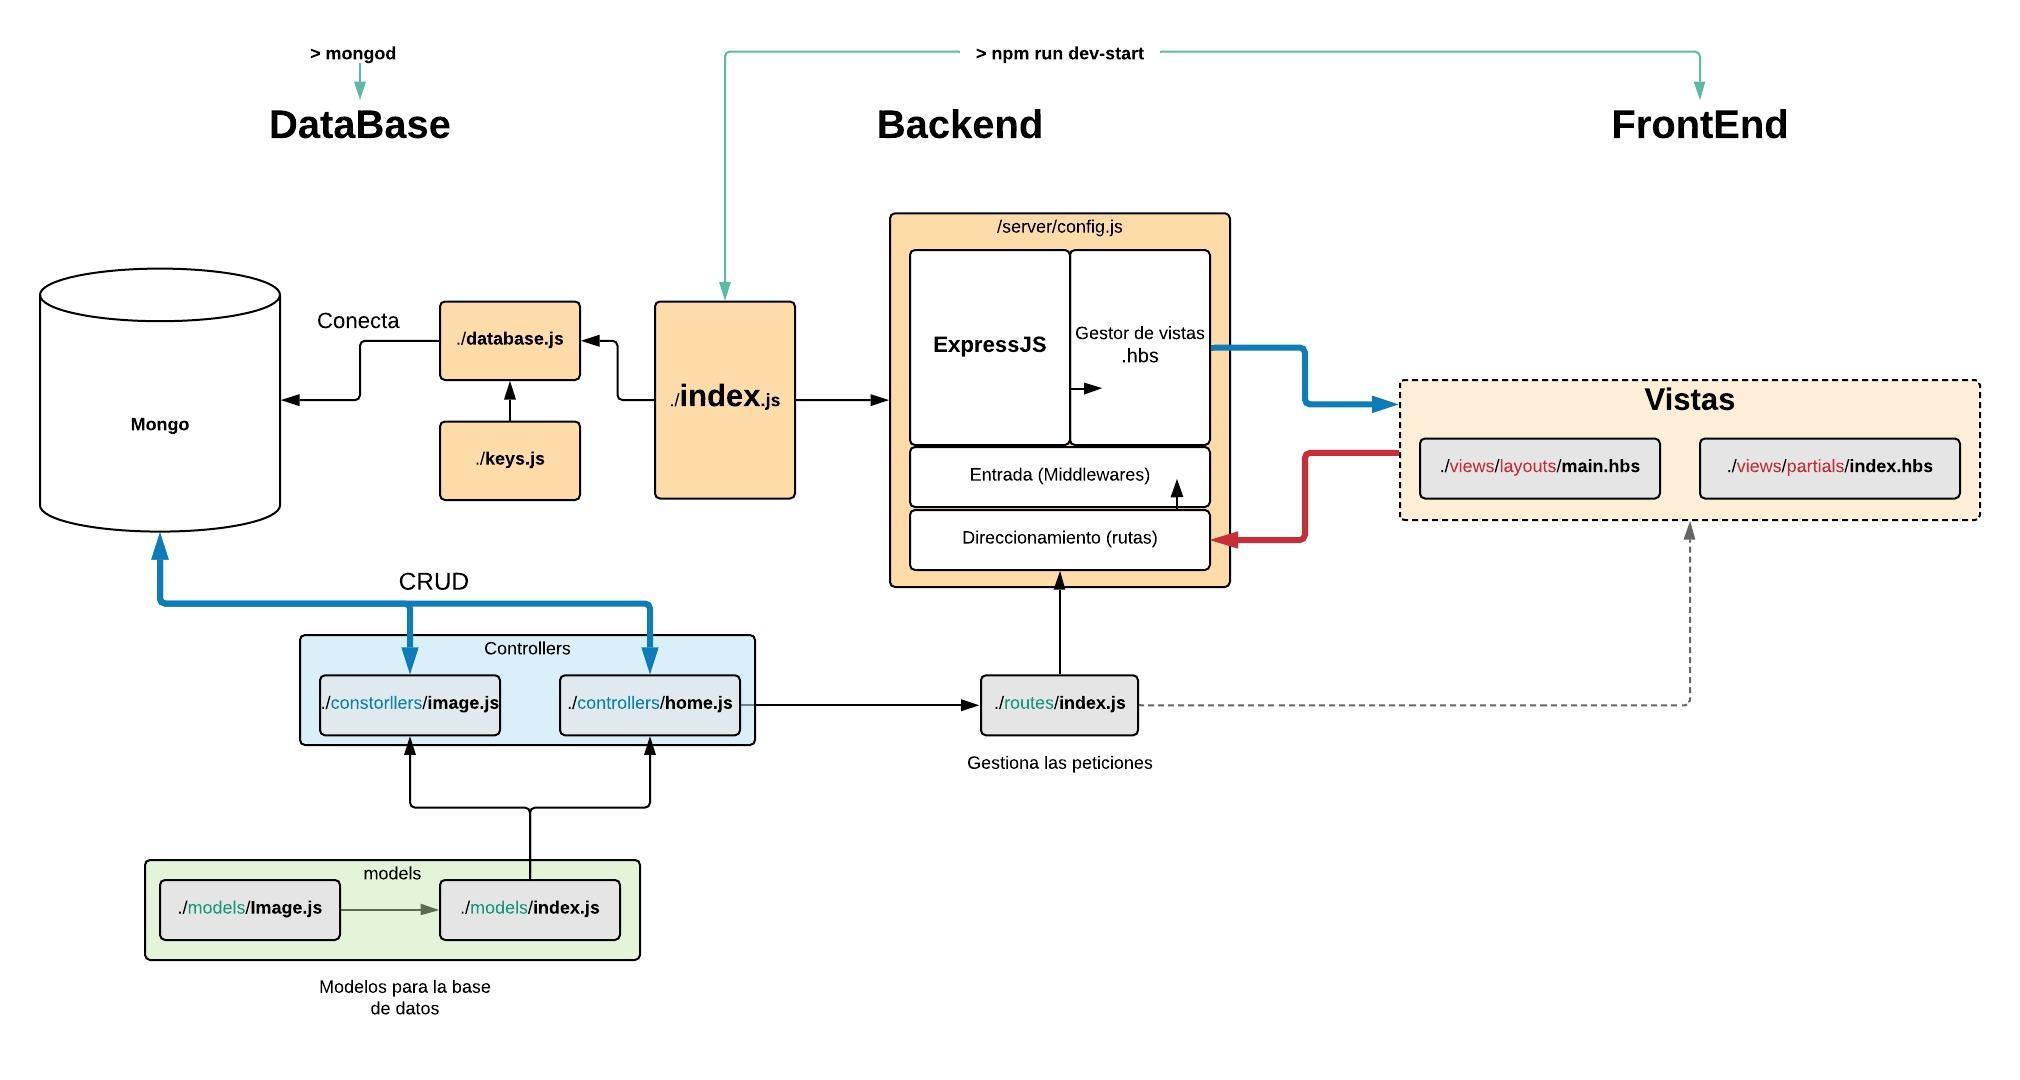 > mongod
> npm run dev-start
DataBase
Backend
FrontEnd
/server/config.js
Conecta
./database.js
./index.js
ExpressJS
Gestor de vistas
.hbs
Mongo
./keys.js
Entrada (Middlewares)
Direccionamiento (rutas)
Vistas
./views/layouts/main.hbs
./views/partials/index.hbs
CRUD
Controllers
./constorllers/image.js
./controllers/home.js
./routes/index.js
Gestiona las peticiones
models
./models/Image.js
./models/index.js
Modelos para la base
de datos